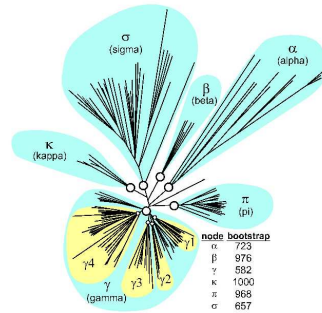 σ
(sigma)
α
(alpha)
β
(beta)
κ
(kappa)
π
(pi)
γ1
γ2
γ3
γ4
γ
(gamma)
node bootstrap
α 723
β 976
γ 582
κ 1000
π 968
σ 657